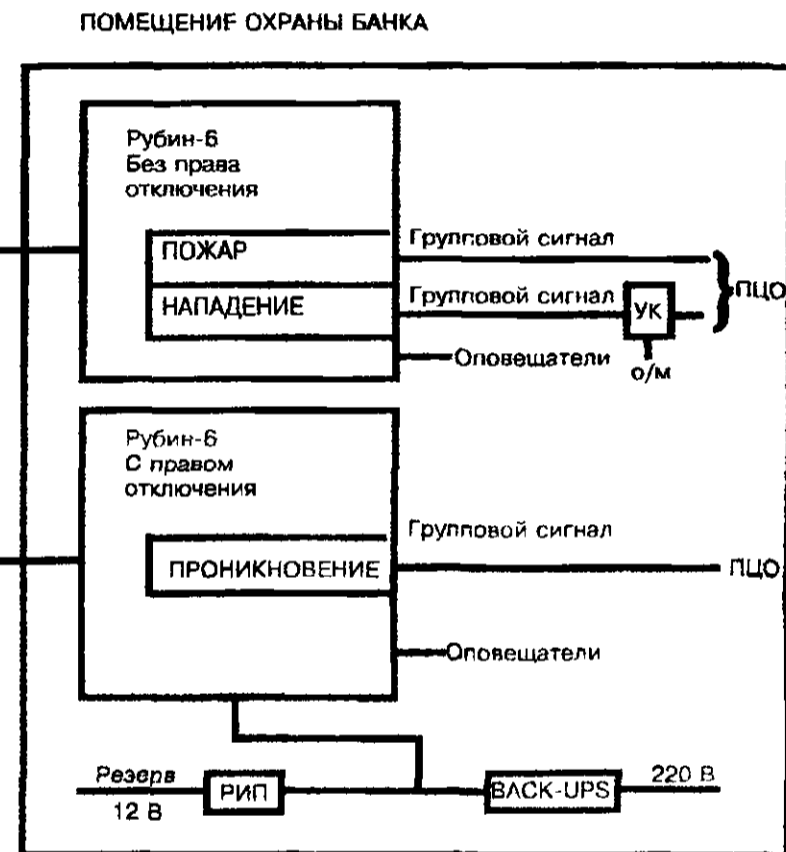 ПОМЕЩЕНИЕ ОХРАНЫ БАНКА
Рубин-6
Без права
отключения
ПОЖАР
Групповой сигнал
НАПАДЕНИЕ
Групповой сигнал
УК
ПЦО
Оповещатели
о/м
Рубин-6
С правом
отключения
Групповой сигнал
ПРОНИКНОВЕНИЕ
ПЦО
Оповещатели
Резерв
12 В
РИП
BACK-UPS
220 В